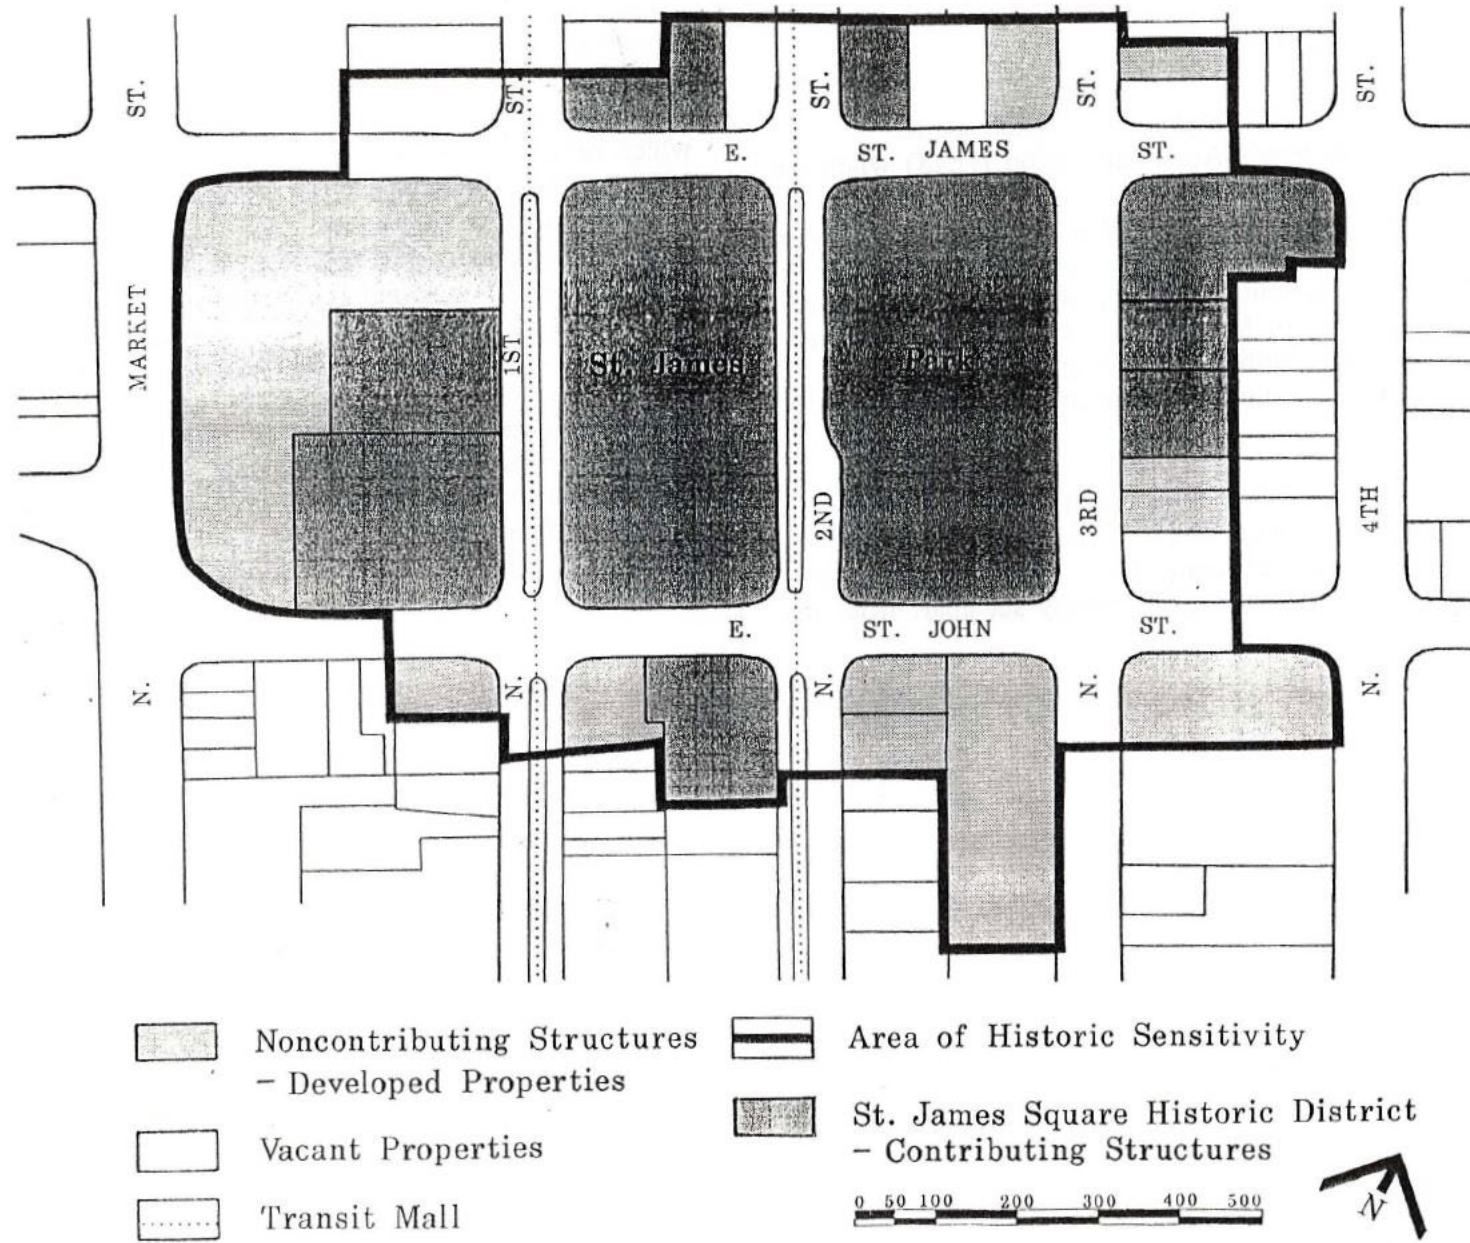 ST.
ST.
ST.
ST.
ST.
E. ST. JAMES ST.
MARKET
1ST
St. James
Park
2ND
3RD
4TH
E. ST. JOHN ST.
N.
N.
N.
N.
N.
Noncontributing Structures
- Developed Properties
Vacant Properties
Transit Mall
Area of Historic Sensitivity
St. James Square Historic District
- Contributing Structures
0 50 100 200 300 400 500
N